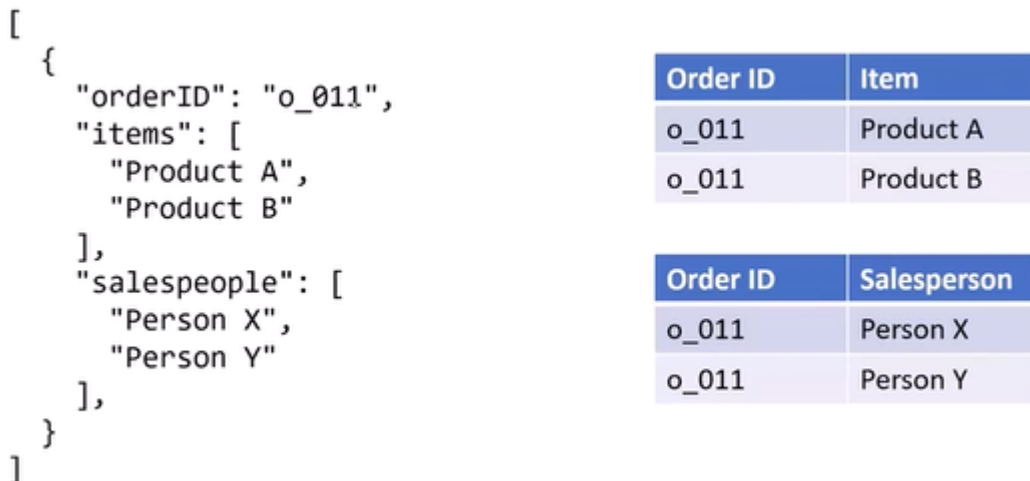 [
{
"orderID": "o_011",
"items": [
"Product A",
"Product B"
],
"salespeople": [
"Person X",
"Person Y"
],
}
]
Order ID Item
o_011 Product A
o_011 Product B
Order ID Salesperson
o_011 Person X
o_011 Person Y